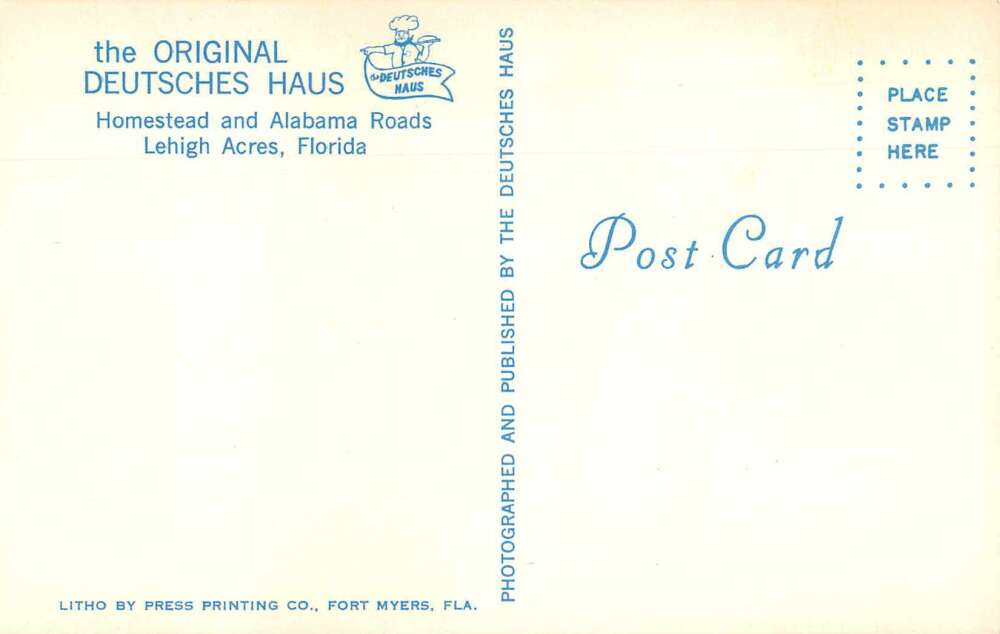 the ORIGINAL
DEUTSCHES HAUS
the DEUTSCHES
HAUS
Homestead and Alabama Roads
Lehigh Acres, Florida
LITHO BY PRESS PRINTING CO., FORT MYERS, FLA.
PHOTOGRAPHED AND PUBLISHED BY THE DEUTSCHES HAUS
PLACE
STAMP
HERE
Post Card